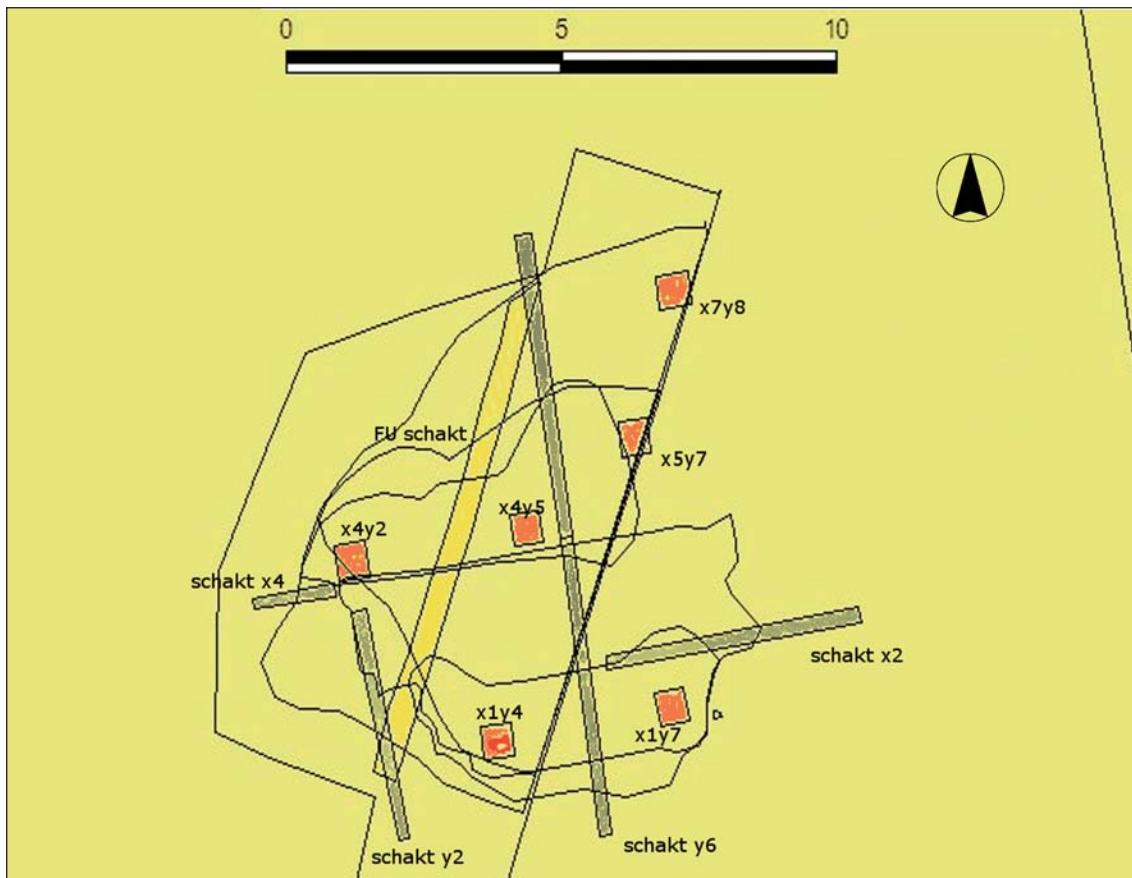 0 5 10
x7y8
FU schakt
x5y7
x4y5
x4y2
schakt x4
schakt x2
x1y4
x1y7
schakt y6
schakt y2